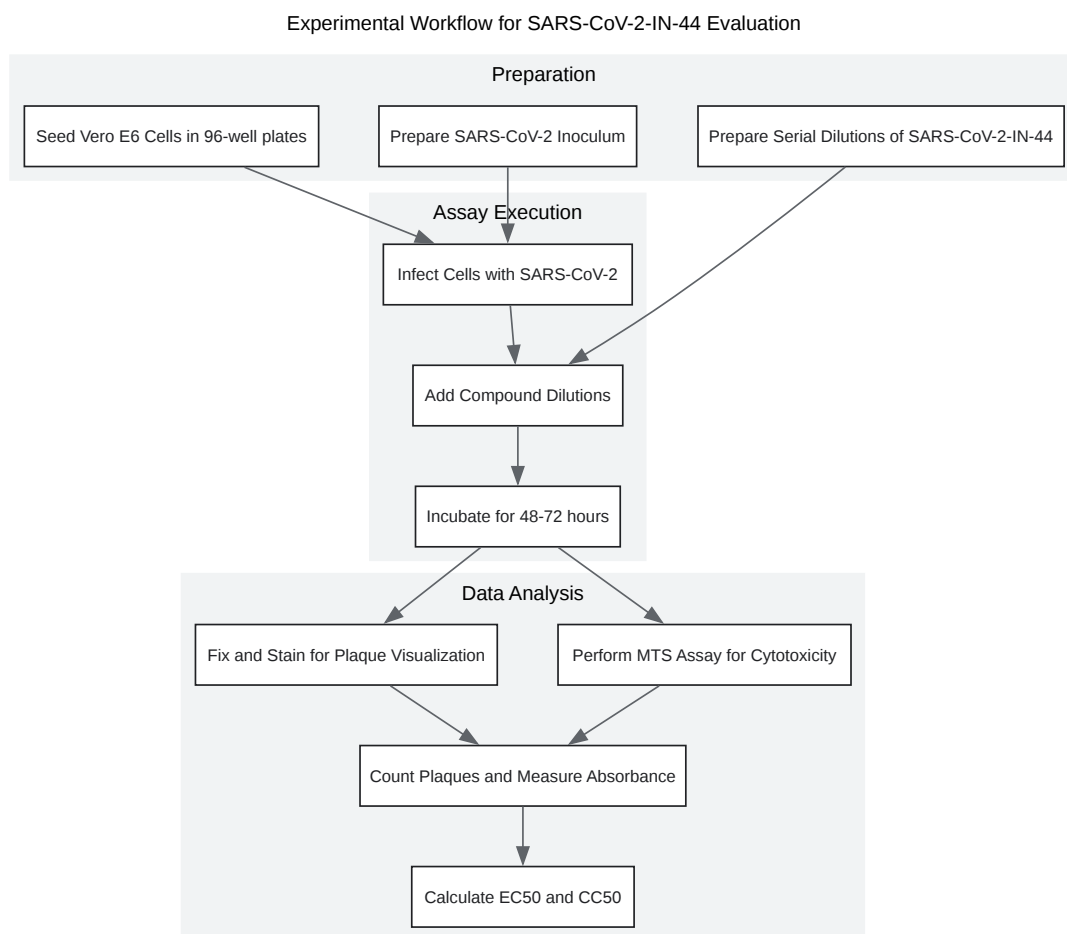 Experimental Workflow for SARS-CoV-2-IN-44 Evaluation
Preparation
Seed Vero E6 Cells in 96-well plates
Prepare SARS-CoV-2 Inoculum
Prepare Serial Dilutions of SARS-CoV-2-IN-44
Assay Execution
Infect Cells with SARS-CoV-2
Add Compound Dilutions
Incubate for 48-72 hours
Data Analysis
Fix and Stain for Plaque Visualization
Perform MTS Assay for Cytotoxicity
Count Plaques and Measure Absorbance
Calculate EC50 and CC50